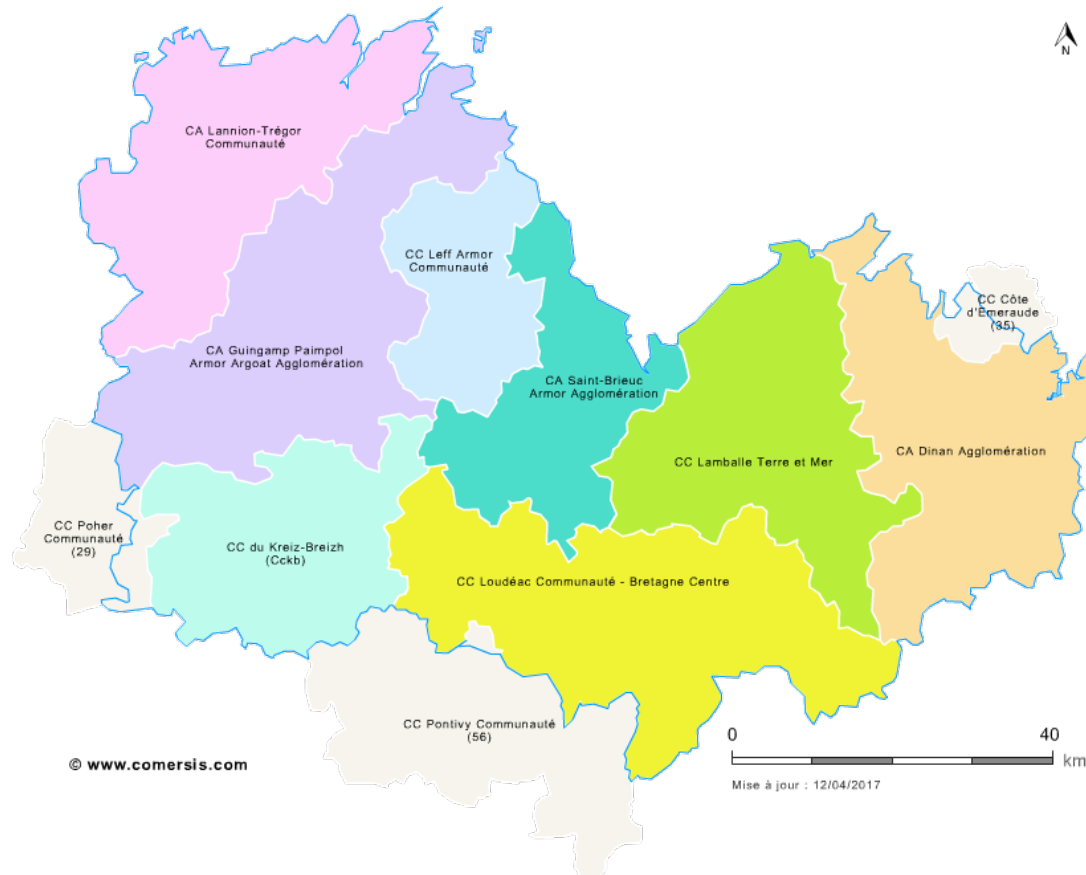 N
CA Lannion-Trégor
Communauté
CC Leff Armor
Communauté
CC Côte
d'Emeraude
(35)
CA Guingamp Paimpol
Armor Argoat Agglomération
CA Saint-Brieuc
Armor Agglomération
CC Lamballe Terre et Mer
CA Dinan Agglomération
CC Poher
Communauté
(29)
CC du Kreiz-Breizh
(Cckb)
CC Loudéac Communauté - Bretagne Centre
CC Pontivy Communauté
(56)
0
40
km
© www.comersis.com
Mise à jour : 12/04/2017